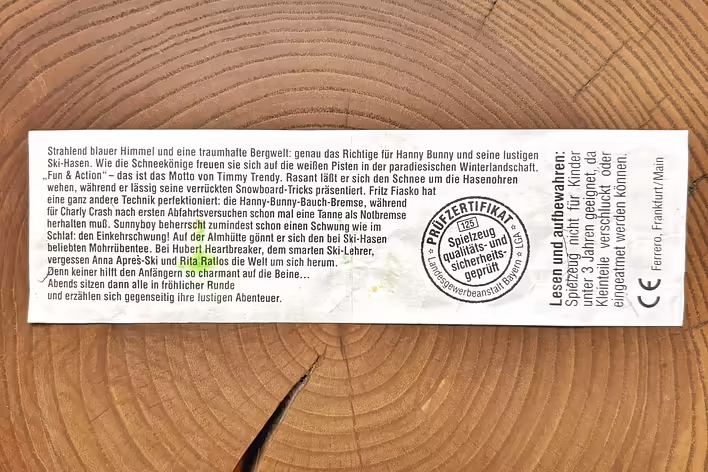 Strahlend blauer Himmel und eine traumhafte Bergwelt: genau das Richtige für Hanny Bunny und seine lustigen
Ski-Hasen. Wie die Schneekönige freuen sie sich auf die weißen Pisten in der paradiesischen Winterlandschaft.
„Fun & Action“ – das ist das Motto von Timmy Trendy. Rasant läßt er sich den Schnee um die Hasenohren
wehen, während er lässig seine verrückten Snowboard-Tricks präsentiert. Fritz Fiasko hat
eine ganz andere Technik perfektioniert: die Hanny-Bunny-Bauch-Bremse, während
für Charly Crash nach ersten Abfahrtsversuchen schon mal eine Tanne als Notbremse
herhalten muß. Sunnyboy beherrscht zumindest schon einen Schwung wie im
Schlaf: den Einkehrschwung! Auf der Almhütte gönnt er sich den bei Ski-Hasen
beliebten Mohrrübenbeer. Bei Hubert Heartbreaker, dem smarten Ski-Lehrer,
vergessen Anna Après-Ski und Rita Ratlos die Welt um sich herum.
Denn keiner hilft den Anfängern so charmant auf die Beine...
Abends sitzen dann alle in fröhlicher Runde
und erzählen sich gegenseitig ihre lustigen Abenteuer.
PRÜFZERTIFIKAT
125
Spielzeug
qualitäts- und
sicherheits-
geprüft
Landesgewerbeanstalt Bayern
LGA
Lesen und aufbewahren:
Spielzeug nicht für Kinder
unter 3 Jahren geeignet, da
Kleinteile verschluckt oder
eingeatmet werden können.
CE Ferrero, Frankfurt/Main